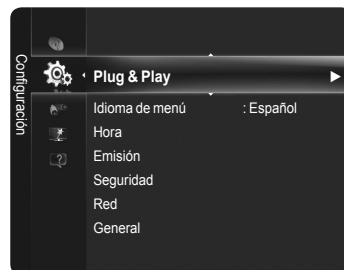 Configuración
Plug & Play
Idioma de menú : Español
Hora
Emisión
Seguridad
Red
General